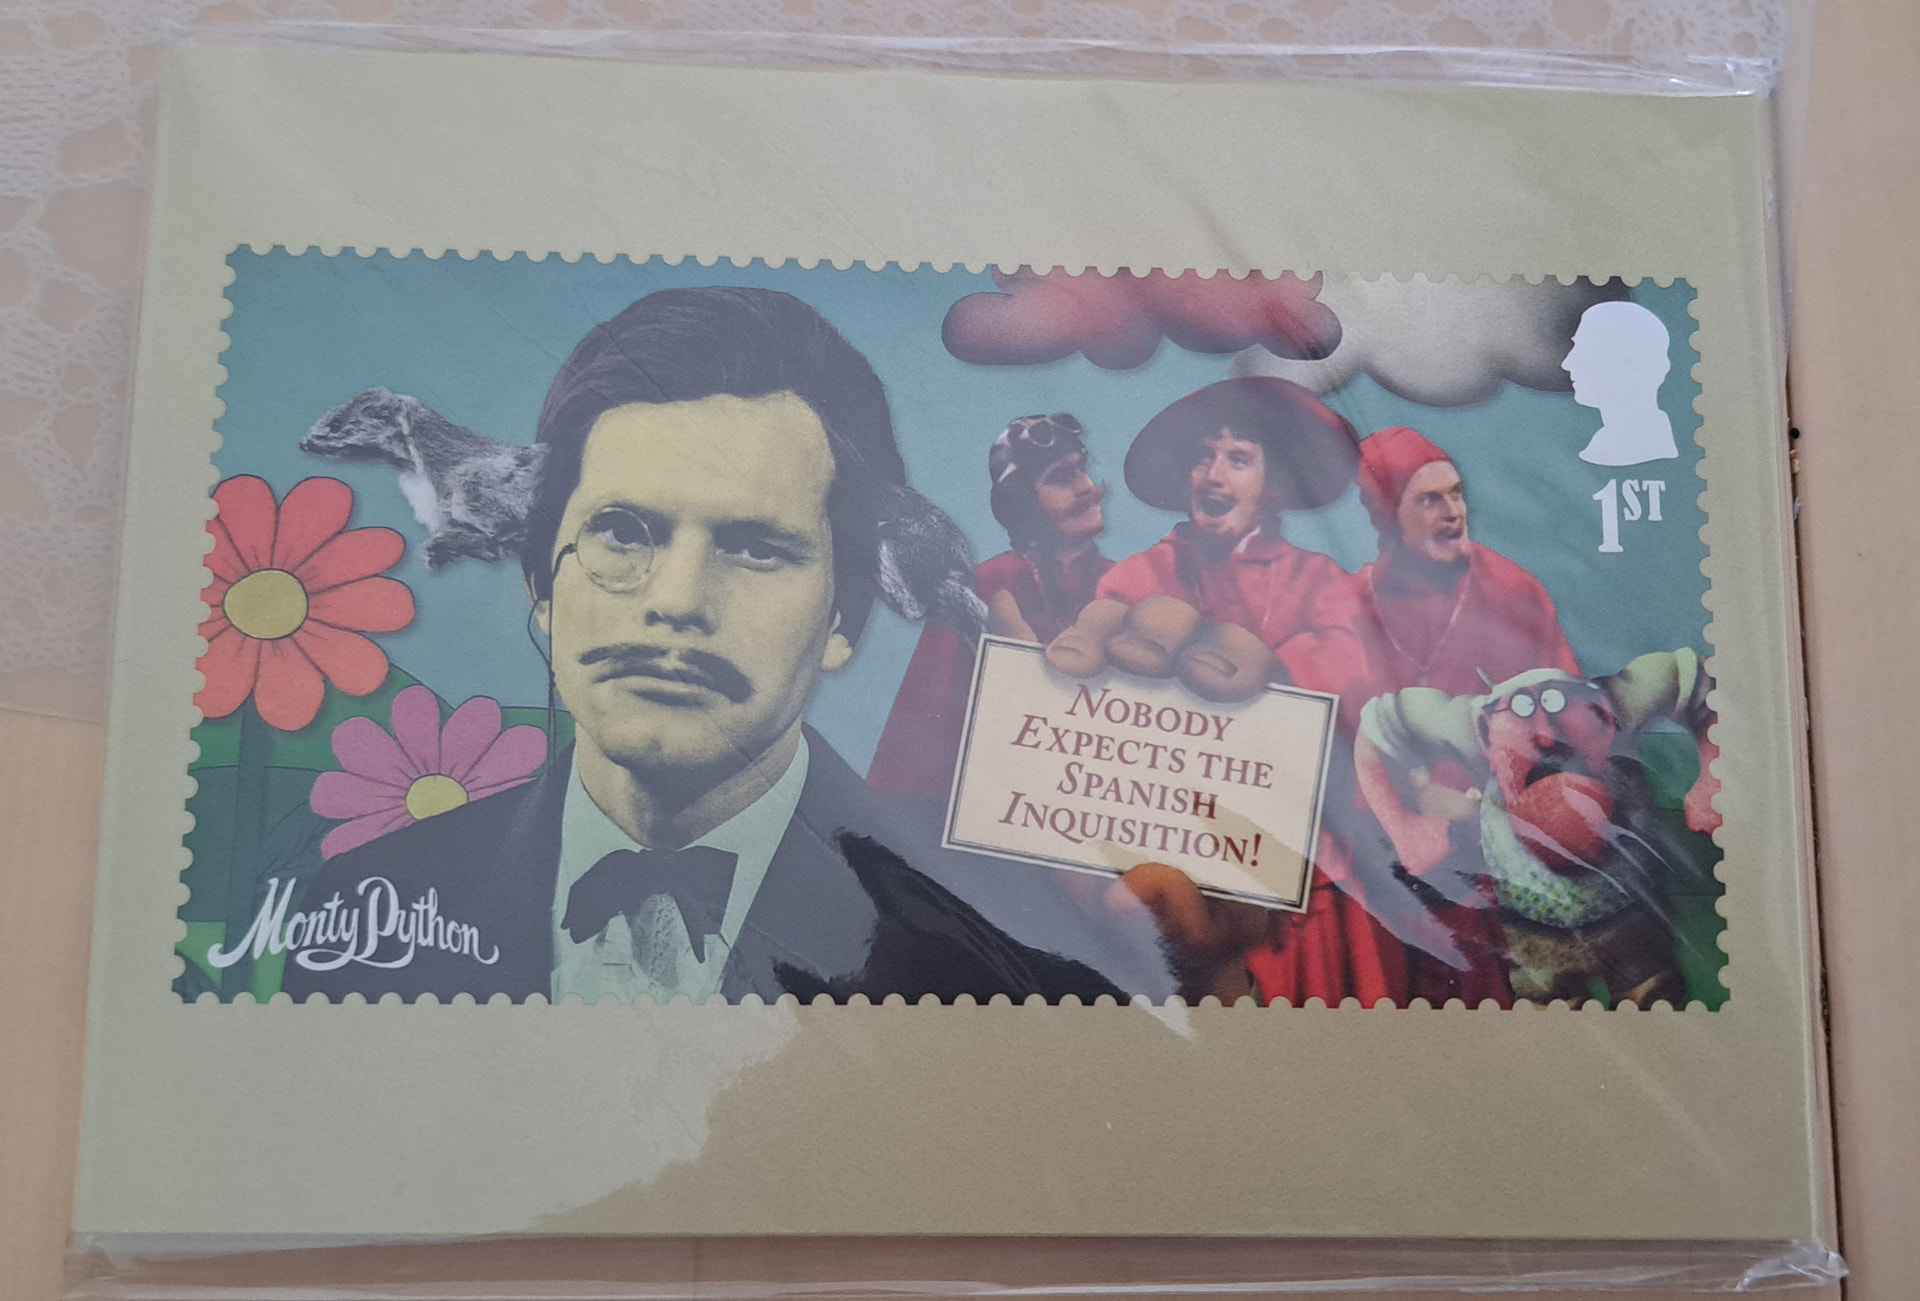 1ST
NOBODY
EXPECTS THE
SPANISH
INQUISITION!
Monty Python